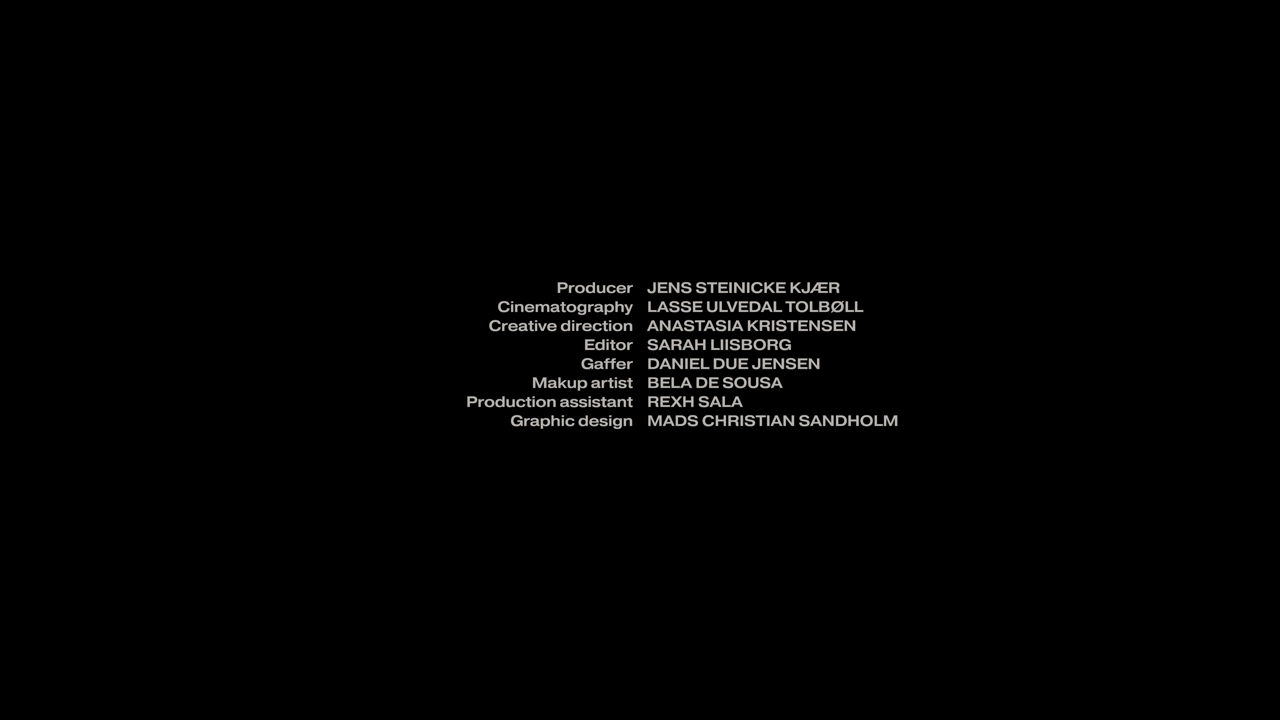 Producer JENS STEINICKE KJÆR
Cinematography LASSE ULVEDAL TOLBØLL
Creative direction ANASTASIA KRISTENSEN
Editor SARAH LIISBORG
Gaffer DANIEL DUE JENSEN
Makup artist BELA DE SOUSA
Production assistant REXH SALA
Graphic design MADS CHRISTIAN SANDHOLM